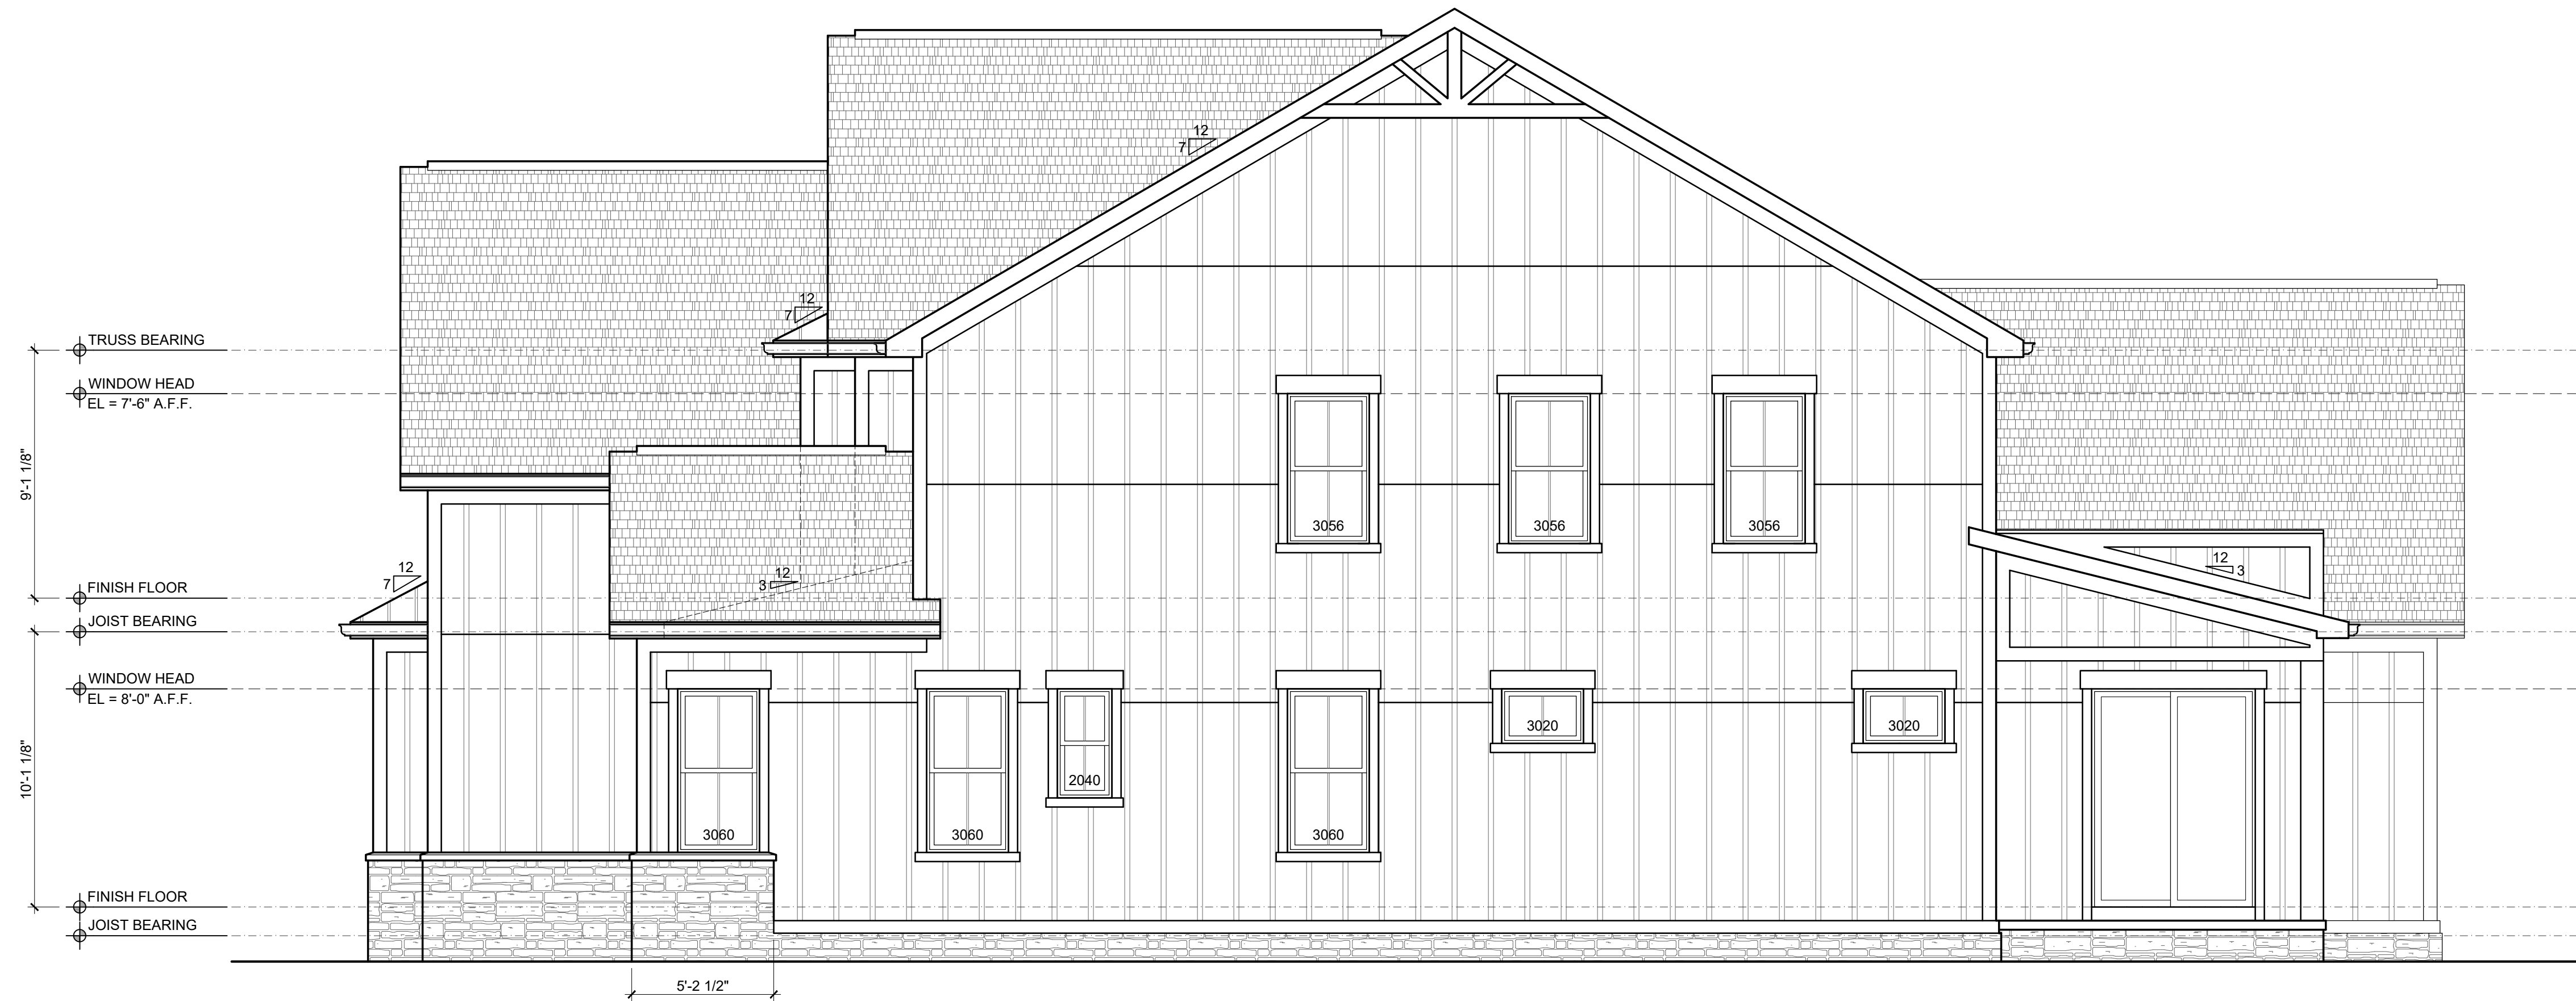 12
7
12
7
TRUSS BEARING
WINDOW HEAD
EL = 7'-6" A.F.F.
9'-1 1/8"
3056
3056
3056
12
7
12
3
12
3
FINISH FLOOR
JOIST BEARING
WINDOW HEAD
EL = 8'-0" A.F.F.
10'-1 1/8"
3020
3020
2040
3060
3060
3060
FINISH FLOOR
JOIST BEARING
5'-2 1/2"